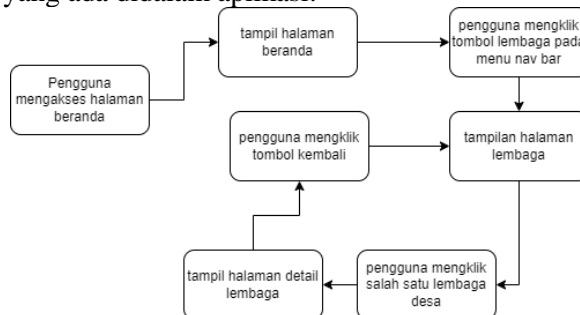 yang ada didalam aplikasi.
tampil halaman
beranda
pengguna mengklik
tombol lembaga pada
menu nav bar
Pengguna
mengakses halaman
beranda
pengguna mengklik
tombol kembali
tampilan halaman
lembaga
tampil halaman detail
lembaga
pengguna mengklik
salah satu lembaga
desa